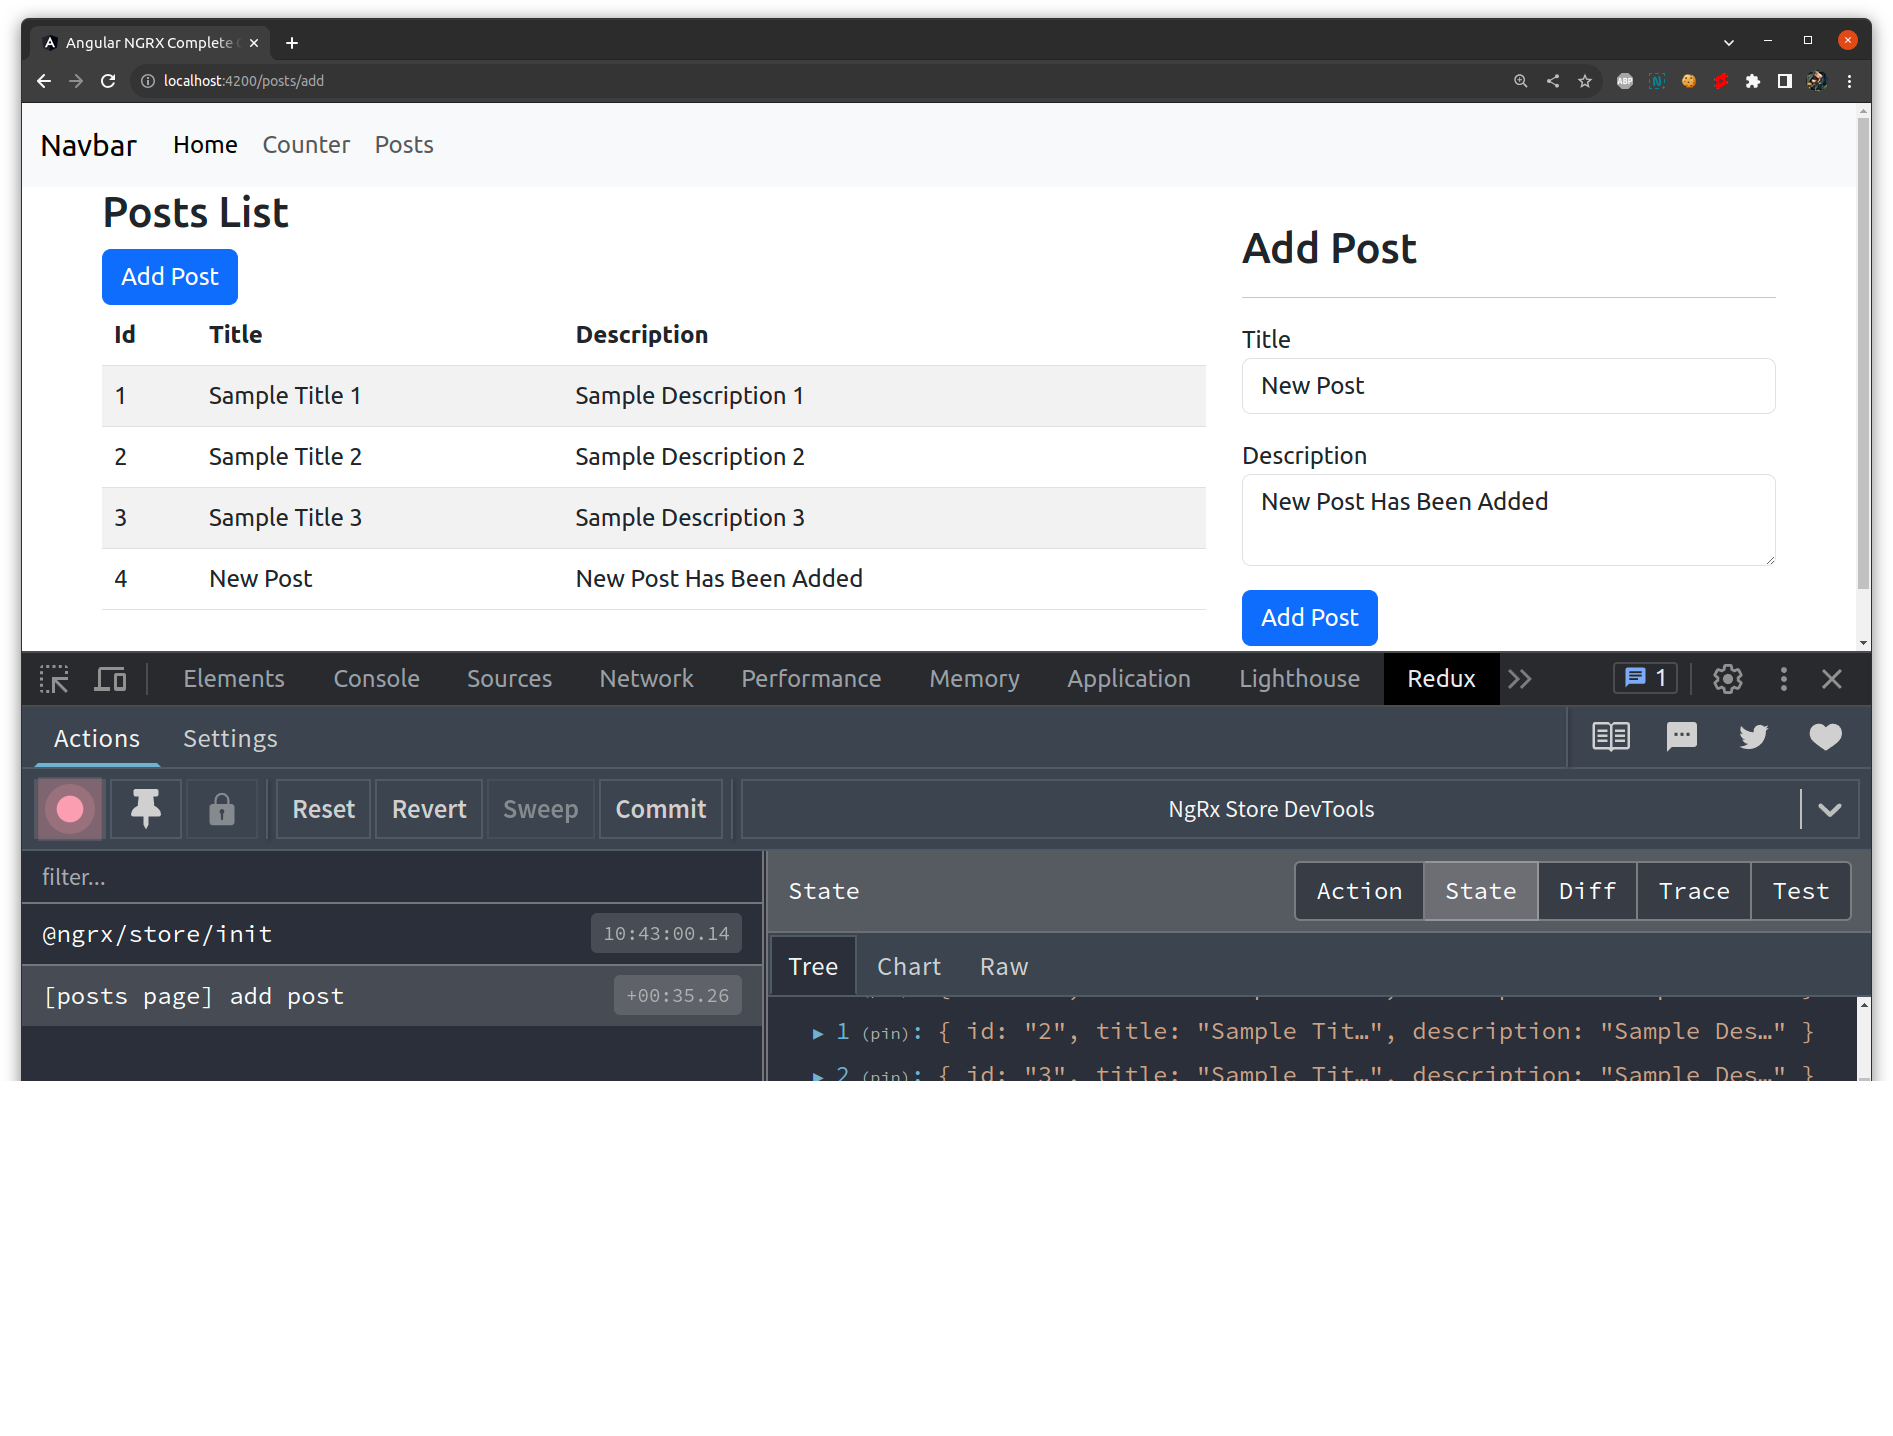 Angular NGRX Complete
localhost:4200/posts/add
ABP
N
Navbar
Home
Counter
Posts
Posts List
Add Post
Id Title Description
1 Sample Title 1 Sample Description 1
2 Sample Title 2 Sample Description 2
3 Sample Title 3 Sample Description 3
4 New Post New Post Has Been Added
Add Post
Title
New Post
Description
New Post Has Been Added
Add Post
Elements Console Sources Network Performance Memory Application Lighthouse Redux 1
Actions Settings
Reset Revert Sweep Commit NgRx Store DevTools
filter...
@ngrx/store/init 10:43:00.14
[posts page] add post +00:35.26
State Action State Diff Trace Test
Tree Chart Raw
1 (pin): { id: "2", title: "Sample Tit…", description: "Sample Des…" }
2 (pin): { id: "3", title: "Sample Tit…", description: "Sample Des…" }